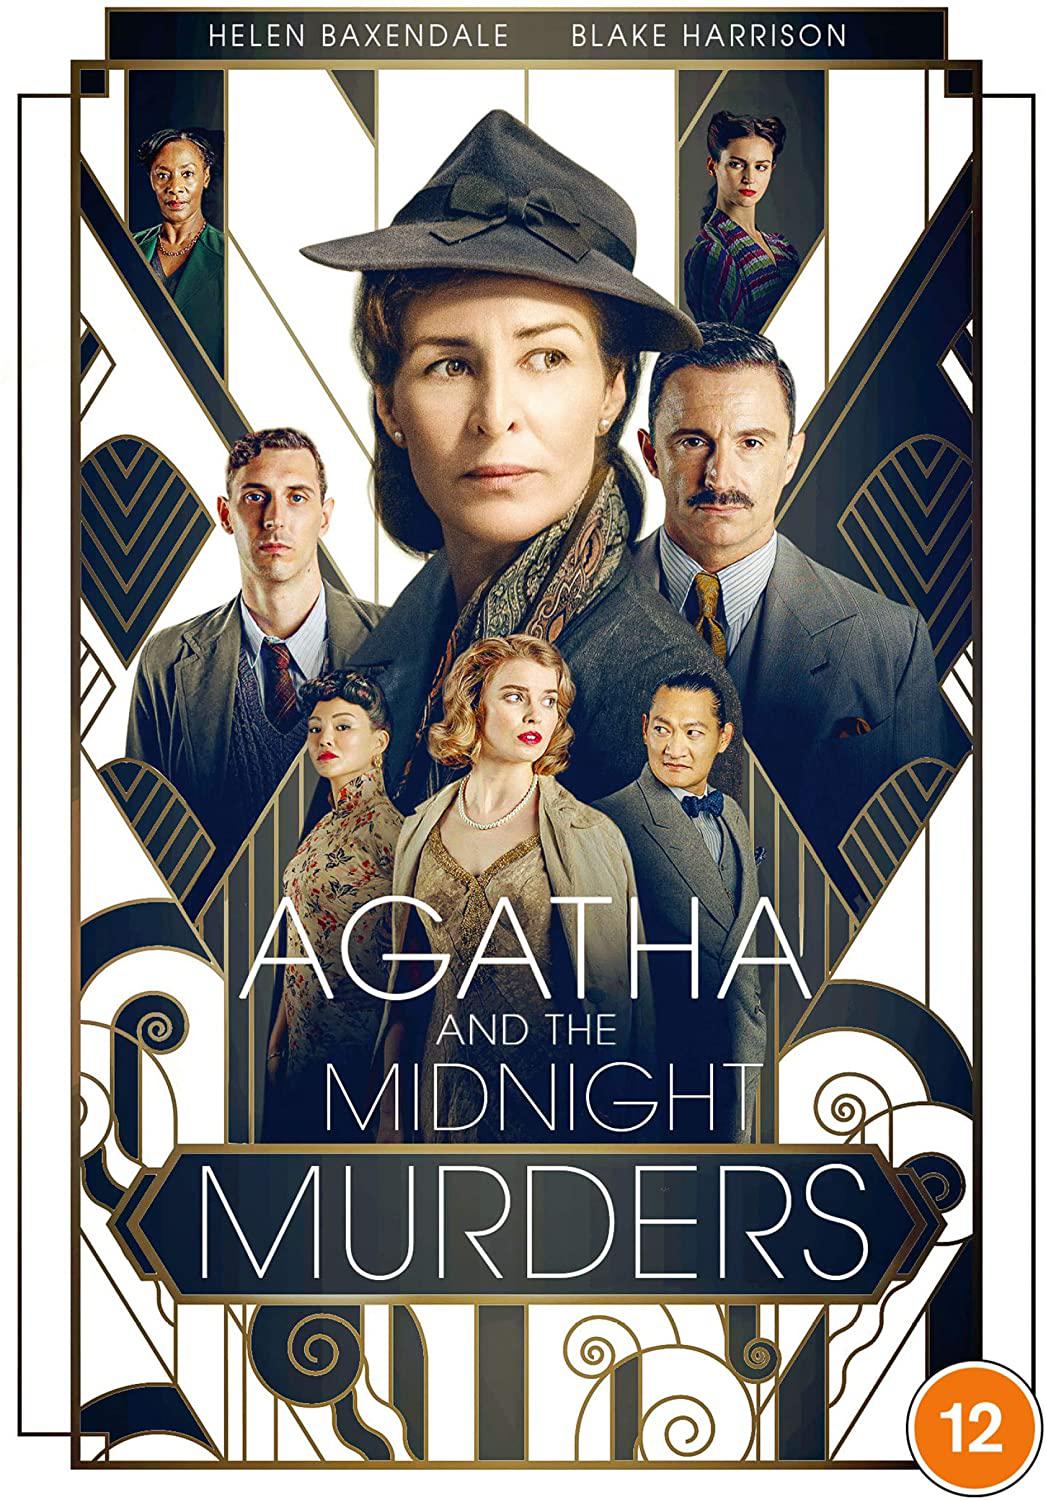 HELEN BAXENDALE BLAKE HARRISON
AGATHA
AND THE
MIDNIGHT
MURDERS
12